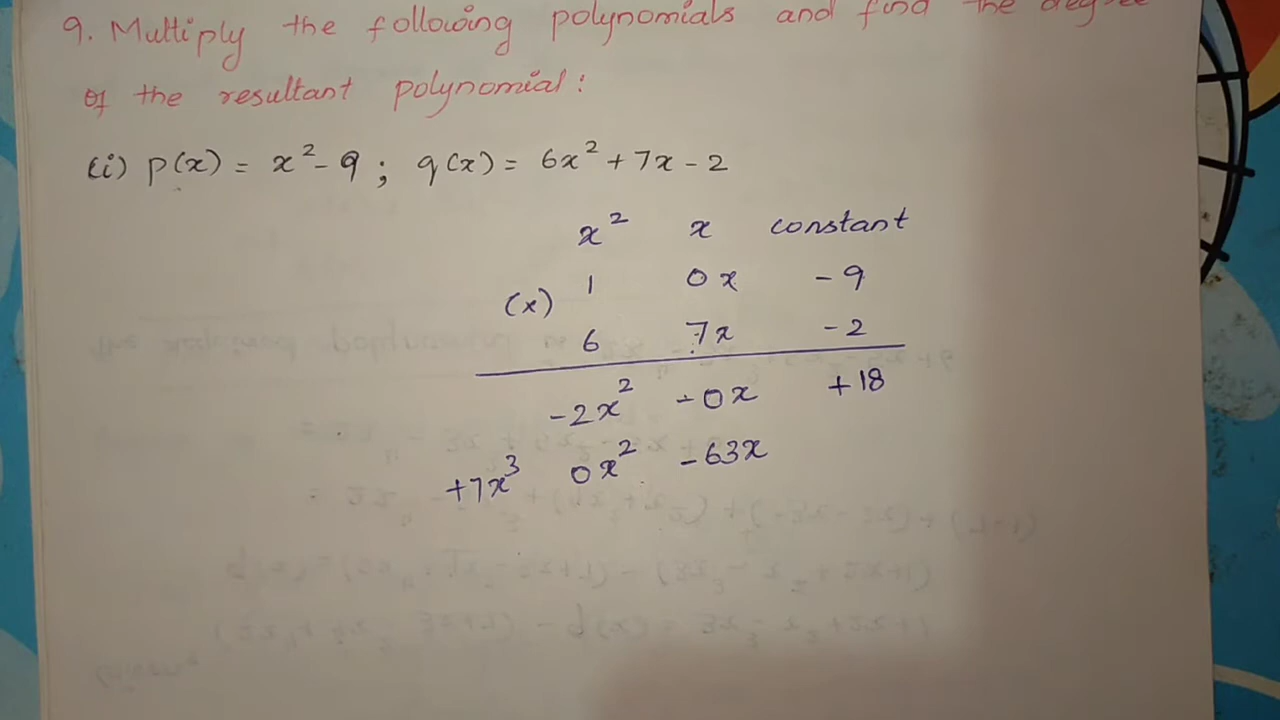 9. Multiply the following polynomials and find the degree
of the resultant polynomial:
(i) p(x) = x² - 9 ; q(x) = 6x² + 7x - 2
x² x constant
(x) 1 0x -9
6 7x -2
-2x² -0x +18
+7x³ 0x² -63x